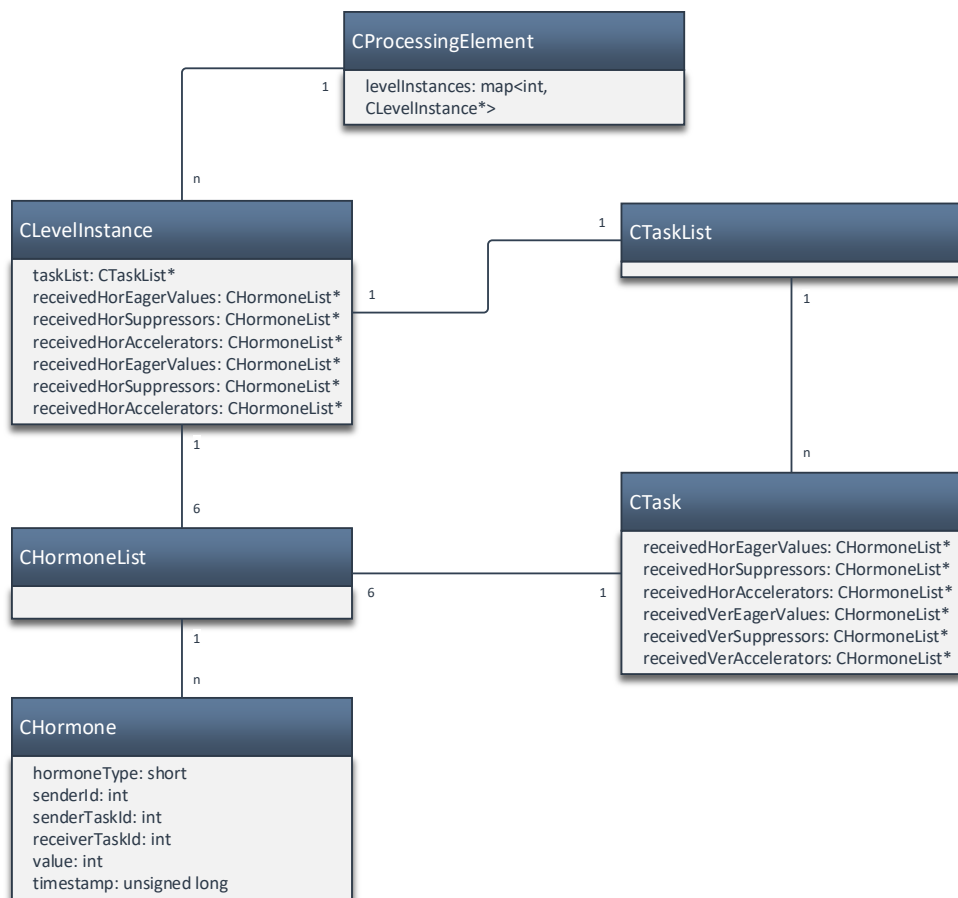 CProcessingElement
levelInstances: map<int,
CLevelInstance*>
1
n
CLevelInstance
taskList: CTaskList*
receivedHorEagerValues: CHormoneList*
receivedHorSuppressors: CHormoneList*
receivedHorAccelerators: CHormoneList*
receivedHorEagerValues: CHormoneList*
receivedHorSuppressors: CHormoneList*
receivedHorAccelerators: CHormoneList*
1
1
CTaskList
1
n
1
6
CHormoneList
6
1
CTask
receivedHorEagerValues: CHormoneList*
receivedHorSuppressors: CHormoneList*
receivedHorAccelerators: CHormoneList*
receivedVerEagerValues: CHormoneList*
receivedVerSuppressors: CHormoneList*
receivedVerAccelerators: CHormoneList*
1
n
CHormone
hormoneType: short
senderId: int
senderTaskId: int
receiverTaskId: int
value: int
timestamp: unsigned long